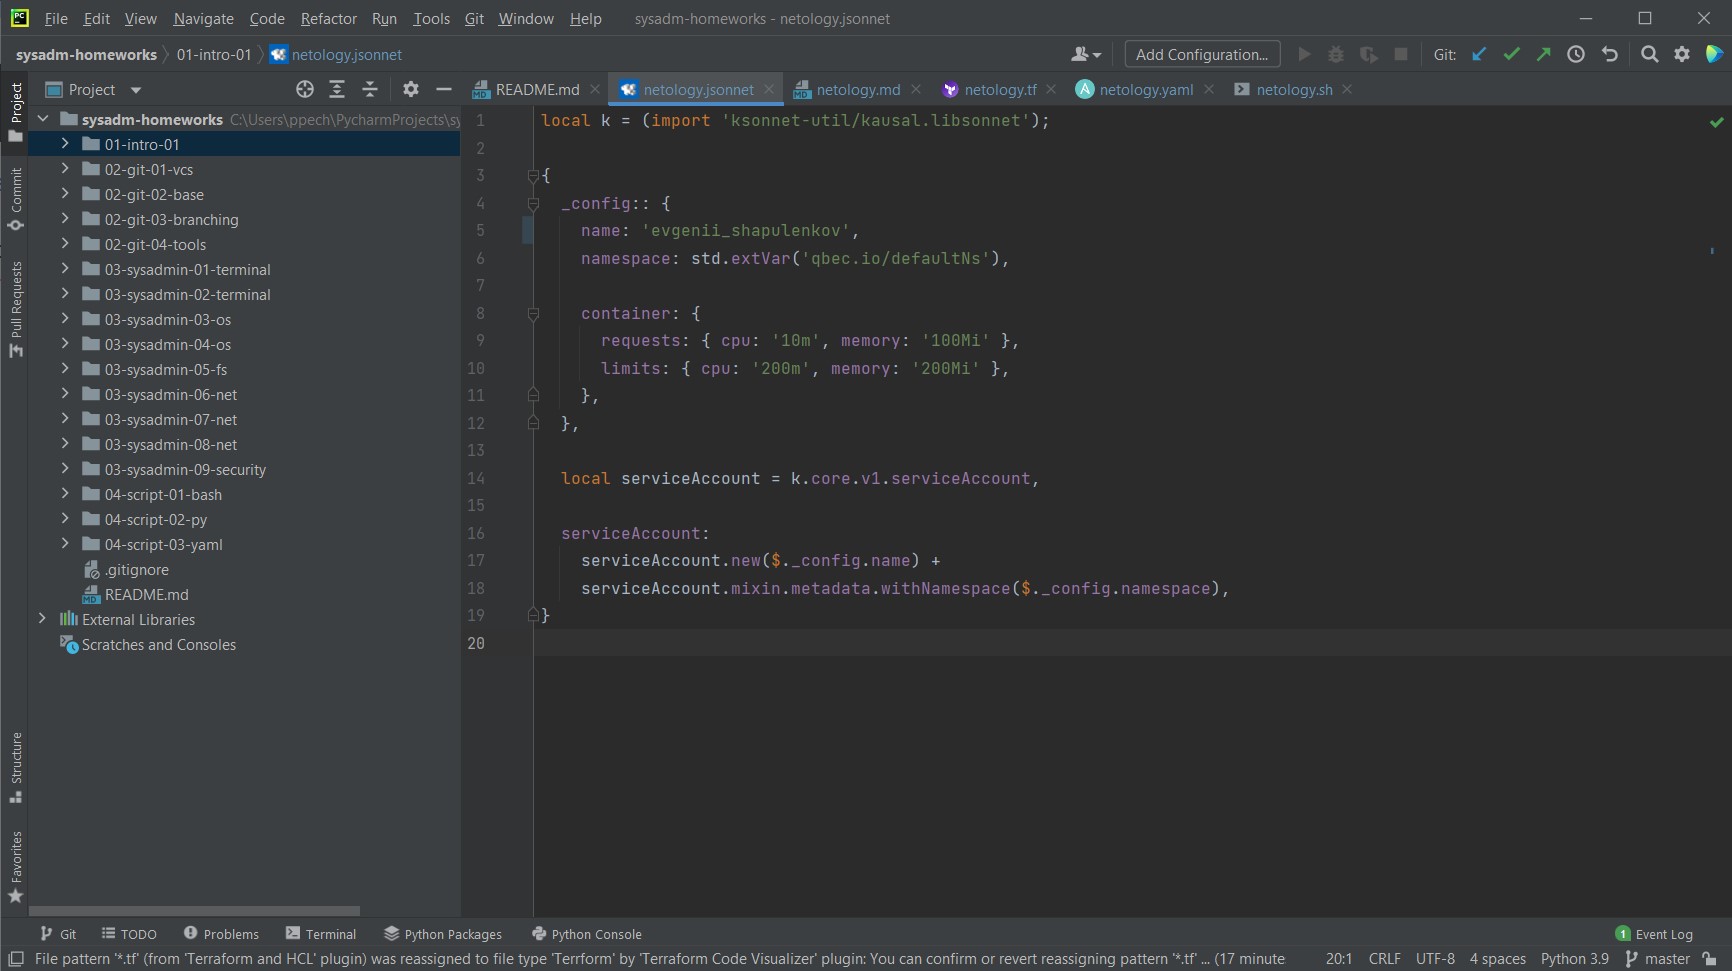 PC
File Edit View Navigate Code Refactor Run Tools Git Window Help sysadm-homeworks - netology.jsonnet
sysadm-homeworks 01-intro-01 netology.jsonnet Add Configuration... Git:
Project
README.md netology.jsonnet netology.md netology.tf netology.yaml netology.sh
Project
Commit
Pull Requests
Structure
Favorites
sysadm-homeworks C:\Users\ppech\PycharmProjects\sy
01-intro-01
02-git-01-vcs
02-git-02-base
02-git-03-branching
02-git-04-tools
03-sysadmin-01-terminal
03-sysadmin-02-terminal
03-sysadmin-03-os
03-sysadmin-04-os
03-sysadmin-05-fs
03-sysadmin-06-net
03-sysadmin-07-net
03-sysadmin-08-net
03-sysadmin-09-security
04-script-01-bash
04-script-02-py
04-script-03-yaml
.gitignore
README.md
External Libraries
Scratches and Consoles
1 local k = (import 'ksonnet-util/kausal.libsonnet');
2
3 {
4 _config:: {
5 name: 'evgenii_shapulenkov',
6 namespace: std.extVar('qbec.io/defaultNs'),
7
8 container: {
9 requests: { cpu: '10m', memory: '100Mi' },
10 limits: { cpu: '200m', memory: '200Mi' },
11 },
12 },
13
14 local serviceAccount = k.core.v1.serviceAccount,
15
16 serviceAccount:
17 serviceAccount.new($._config.name) +
18 serviceAccount.mixin.metadata.withNamespace($._config.namespace),
19 }
20
Git TODO Problems Terminal Python Packages Python Console 1 Event Log
File pattern '*.tf' (from 'Terraform and HCL' plugin) was reassigned to file type 'Terrform' by 'Terraform Code Visualizer' plugin: You can confirm or revert reassigning pattern '*.tf' ... (17 minute 20:1 CRLF UTF-8 4 spaces Python 3.9 master